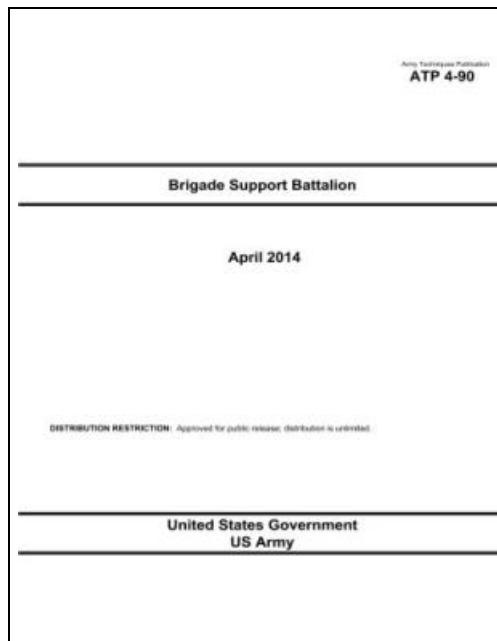 Army Techniques Publication
ATP 4-90
Brigade Support Battalion
April 2014
DISTRIBUTION RESTRICTION: Approved for public release; distribution is unlimited.
United States Government
US Army